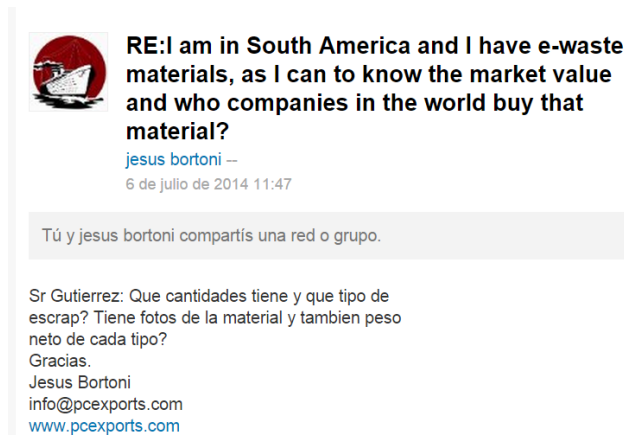 RE:I am in South America and I have e-waste
materials, as I can to know the market value
and who companies in the world buy that
material?
jesus bortoni --
6 de julio de 2014 11:47
Tú y jesus bortoni compartís una red o grupo.
Sr Gutierrez: Que cantidades tiene y que tipo de
escrap? Tiene fotos de la material y tambien peso
neto de cada tipo?
Gracias.
Jesus Bortoni
info@pcexports.com
www.pcexports.com